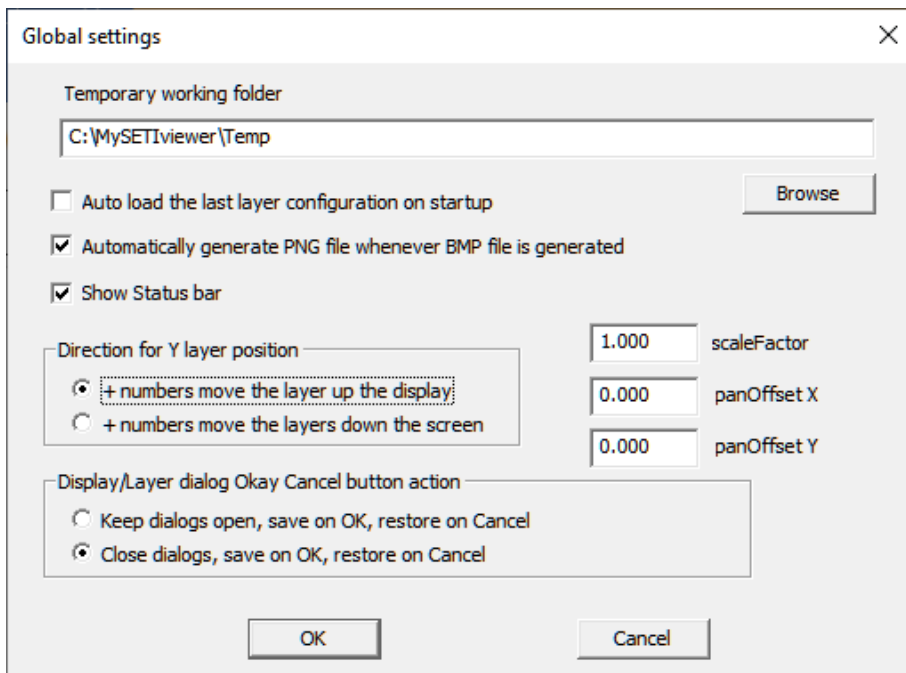 Global settings
Temporary working folder
C:\MySETIviewer\Temp
Browse
Auto load the last layer configuration on startup
Automatically generate PNG file whenever BMP file is generated
Show Status bar
Direction for Y layer position
+ numbers move the layer up the display
+ numbers move the layers down the screen
1.000 scaleFactor
0.000 panOffset X
0.000 panOffset Y
Display/Layer dialog Okay Cancel button action
Keep dialogs open, save on OK, restore on Cancel
Close dialogs, save on OK, restore on Cancel
OK
Cancel